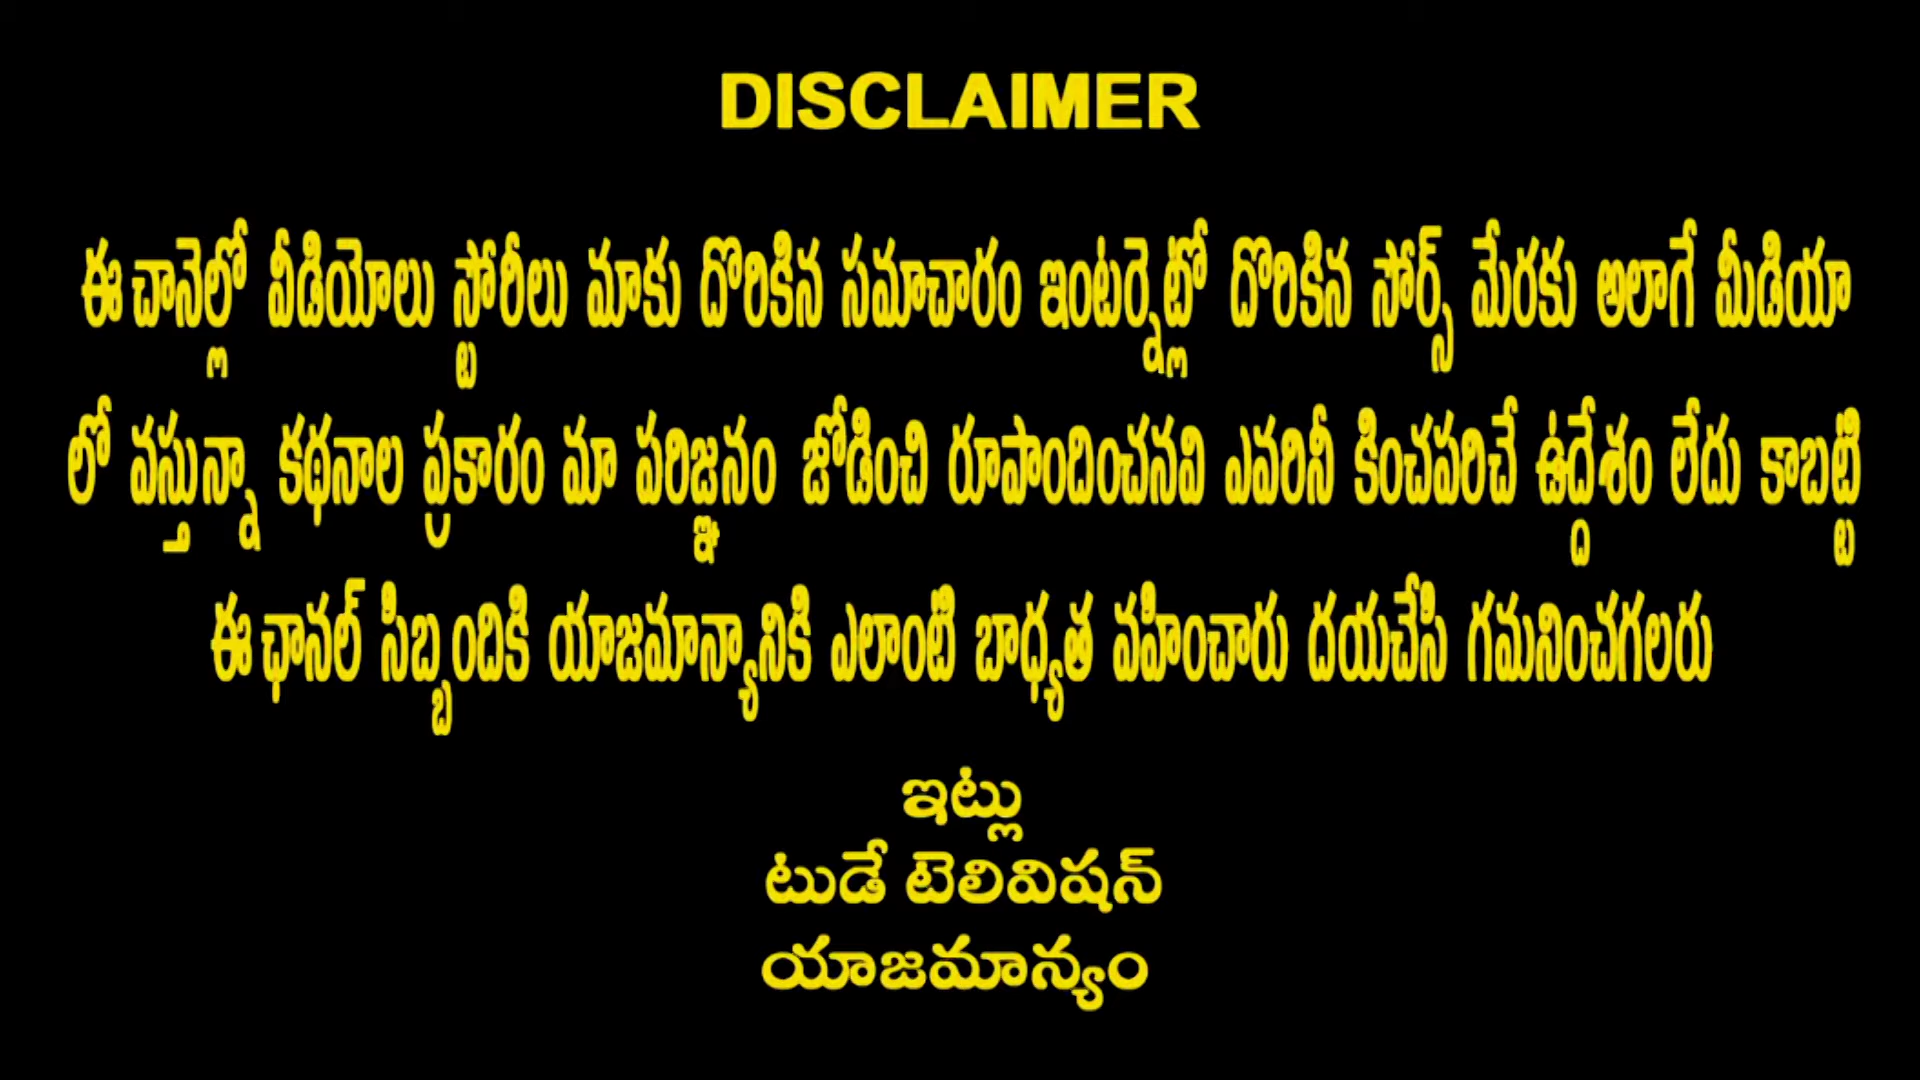 DISCLAIMER
ఈ చానెల్లో వీడియోలు స్టోరీలు మాకు దొరికిన సమాచారం ఇంటర్నెట్లో దొరికిన సోర్స్ మేరకు అలాగే మీడియా
లో వస్తున్నా కథనాల ప్రకారం మా పరిజ్ఞనం జోడించి రూపొందించనవి ఎవరినీ కించపరిచే ఉద్దేశం లేదు కాబట్టి
ఈ ఛానల్ సిబ్బందికి యాజమాన్యానికి ఎలాంటి బాధ్యత వహించారు దయచేసి గమనించగలరు
ఇట్లు
టుడే టెలివిషన్
యాజమాన్యం